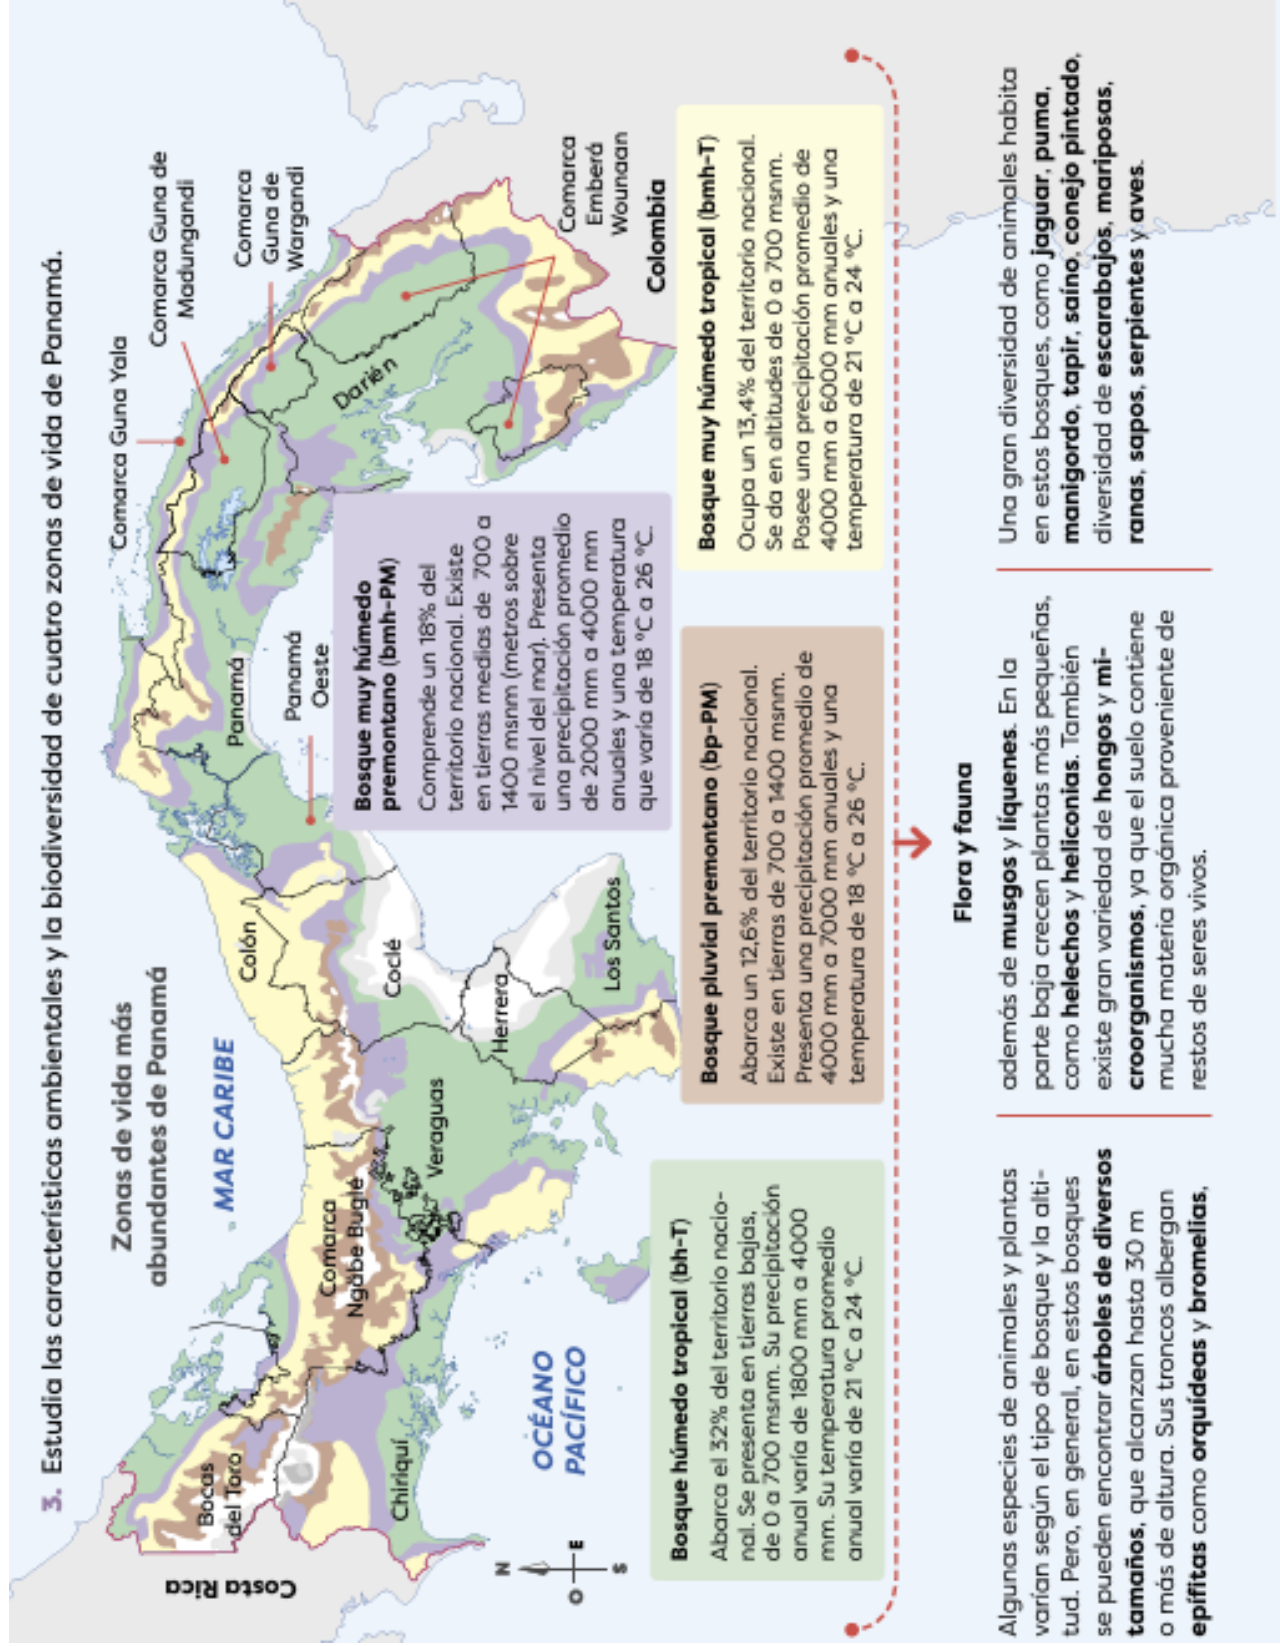 3. Estudia las características ambientales y la biodiversidad de cuatro zonas de vida de Panamá.
Zonas de vida más
abundantes de Panamá
MAR CARIBE
Comarca Guna Yala
Comarca Guna de
Madungandi
Comarca
Guna de
Wargandi
Comarca
Emberá
Wounaan
Colombia
Costa Rica
Bocas
del Toro
Chiriquí
Comarca
Ngäbe Buglé
Veraguas
Colón
Coclé
Herrera
Los Santos
Panamá
Panamá
Oeste
Darién
OCÉANO
PACÍFICO
N
O
E
S
Bosque muy húmedo
premontano (bmh-PM)
Comprende un 18% del
territorio nacional. Existe
en tierras medias de 700 a
1400 msnm (metros sobre
el nivel del mar). Presenta
una precipitación promedio
de 2000 mm a 4000 mm
anuales y una temperatura
que varía de 18 ºC a 26 ºC.
Bosque húmedo tropical (bh-T)
Abarca el 32% del territorio nacio-
nal. Se presenta en tierras bajas,
de 0 a 700 msnm. Su precipitación
anual varía de 1800 mm a 4000
mm. Su temperatura promedio
anual varía de 21 ºC a 24 ºC.
Bosque pluvial premontano (bp-PM)
Abarca un 12,6% del territorio nacional.
Existe en tierras de 700 a 1400 msnm.
Presenta una precipitación promedio de
4000 mm a 7000 mm anuales y una
temperatura de 18 ºC a 26 ºC.
Bosque muy húmedo tropical (bmh-T)
Ocupa un 13,4% del territorio nacional.
Se da en altitudes de 0 a 700 msnm.
Posee una precipitación promedio de
4000 mm a 6000 mm anuales y una
temperatura de 21 ºC a 24 ºC.
Flora y fauna
Algunas especies de animales y plantas
varían según el tipo de bosque y la alti-
tud. Pero, en general, en estos bosques
se pueden encontrar árboles de diversos
tamaños, que alcanzan hasta 30 m
o más de altura. Sus troncos albergan
epífitas como orquídeas y bromelias,
además de musgos y líquenes. En la
parte baja crecen plantas más pequeñas,
como helechos y heliconias. También
existe gran variedad de hongos y mi-
croorganismos, ya que el suelo contiene
mucha materia orgánica proveniente de
restos de seres vivos.
Una gran diversidad de animales habita
en estos bosques, como jaguar, puma,
manigordo, tapir, saíno, conejo pintado,
diversidad de escarabajos, mariposas,
ranas, sapos, serpientes y aves.